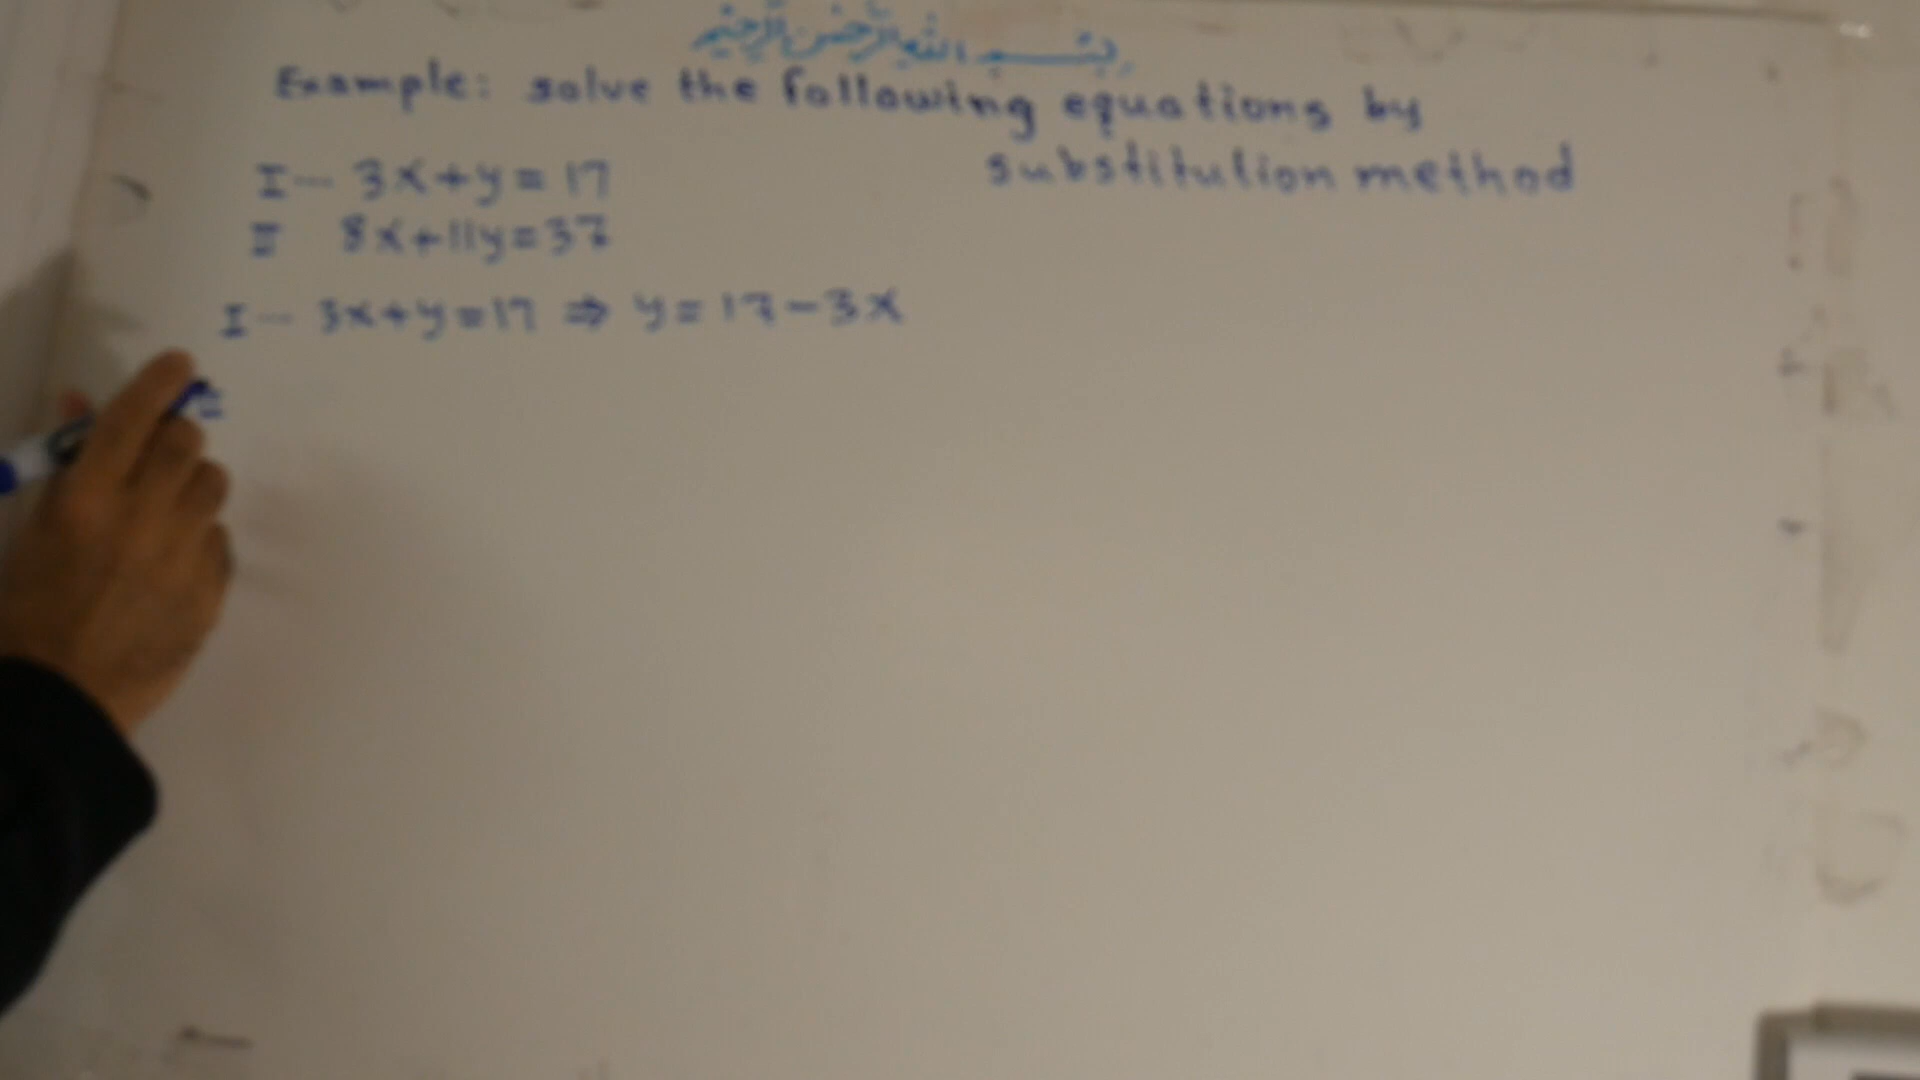 بسم الله الرحمن الرحيم
Example: solve the following equations by
substitution method
I --- 3x+y=17
II 8x+11y=37
I --- 3x+y=17 ⇒ y=17-3x